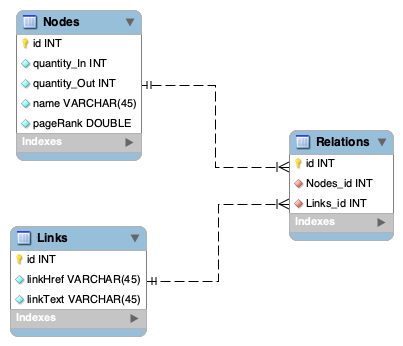 Nodes
id INT
quantity_In INT
quantity_Out INT
name VARCHAR(45)
pageRank DOUBLE
Indexes
Relations
id INT
Nodes_id INT
Links_id INT
Indexes
Links
id INT
linkHref VARCHAR(45)
linkText VARCHAR(45)
Indexes